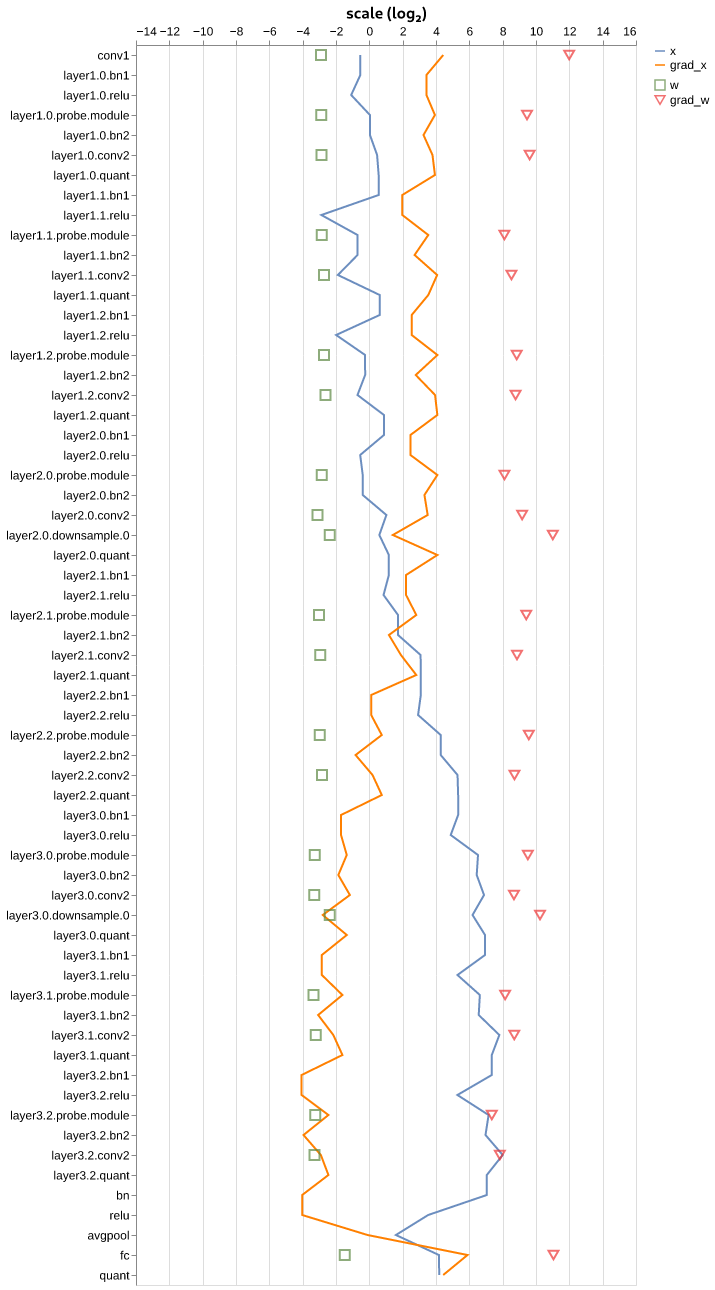 scale (log₂)
−14 −12 −10 −8 −6 −4 −2 0 2 4 6 8 10 12 14 16
x
grad_x
w
grad_w
conv1
layer1.0.bn1
layer1.0.relu
layer1.0.probe.module
layer1.0.bn2
layer1.0.conv2
layer1.0.quant
layer1.1.bn1
layer1.1.relu
layer1.1.probe.module
layer1.1.bn2
layer1.1.conv2
layer1.1.quant
layer1.2.bn1
layer1.2.relu
layer1.2.probe.module
layer1.2.bn2
layer1.2.conv2
layer1.2.quant
layer2.0.bn1
layer2.0.relu
layer2.0.probe.module
layer2.0.bn2
layer2.0.conv2
layer2.0.downsample.0
layer2.0.quant
layer2.1.bn1
layer2.1.relu
layer2.1.probe.module
layer2.1.bn2
layer2.1.conv2
layer2.1.quant
layer2.2.bn1
layer2.2.relu
layer2.2.probe.module
layer2.2.bn2
layer2.2.conv2
layer2.2.quant
layer3.0.bn1
layer3.0.relu
layer3.0.probe.module
layer3.0.bn2
layer3.0.conv2
layer3.0.downsample.0
layer3.0.quant
layer3.1.bn1
layer3.1.relu
layer3.1.probe.module
layer3.1.bn2
layer3.1.conv2
layer3.1.quant
layer3.2.bn1
layer3.2.relu
layer3.2.probe.module
layer3.2.bn2
layer3.2.conv2
layer3.2.quant
bn
relu
avgpool
fc
quant